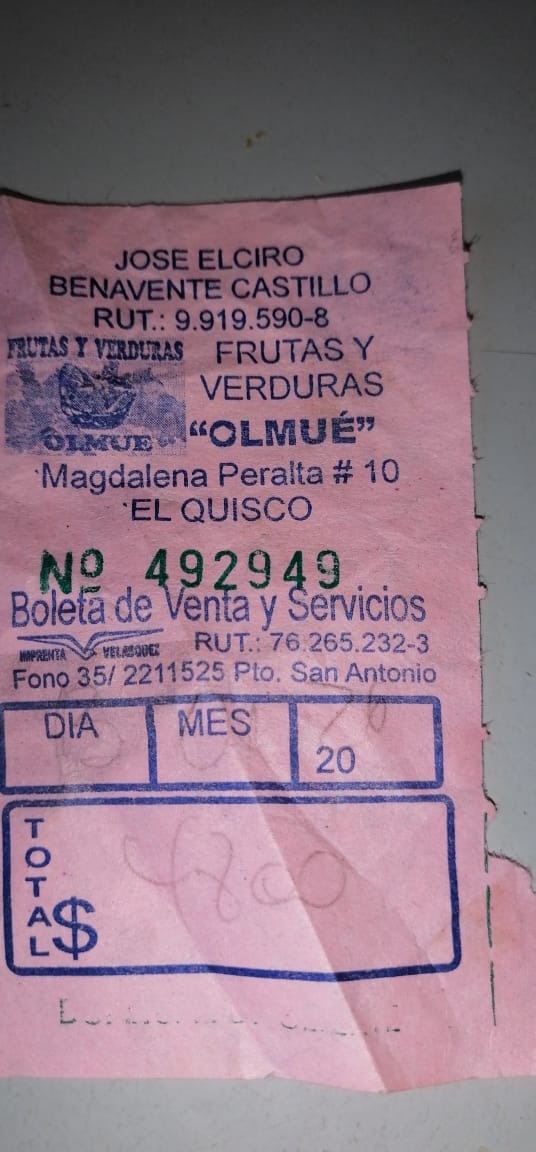 JOSE ELCIRO
BENAVENTE CASTILLO
RUT.: 9.919.590-8
FRUTAS Y VERDURAS
OLMUE
FRUTAS Y
VERDURAS
“OLMUÉ”
Magdalena Peralta # 10
EL QUISCO
Nº 492949
Boleta de Venta y Servicios
IMPRENTA VELASQUEZ
RUT.: 76.265.232-3
Fono 35/ 2211525 Pto. San Antonio
DIA MES 20
TOTAL $ 4800